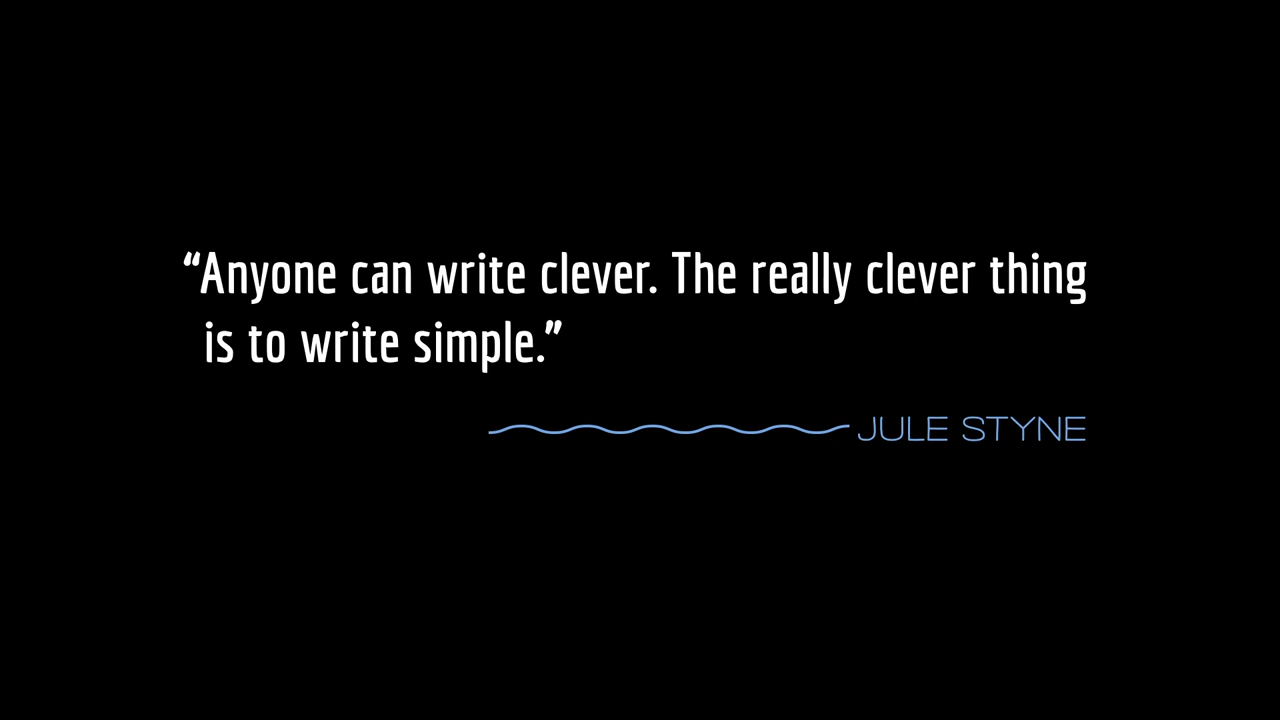 “Anyone can write clever. The really clever thing
is to write simple.”
JULE STYNE